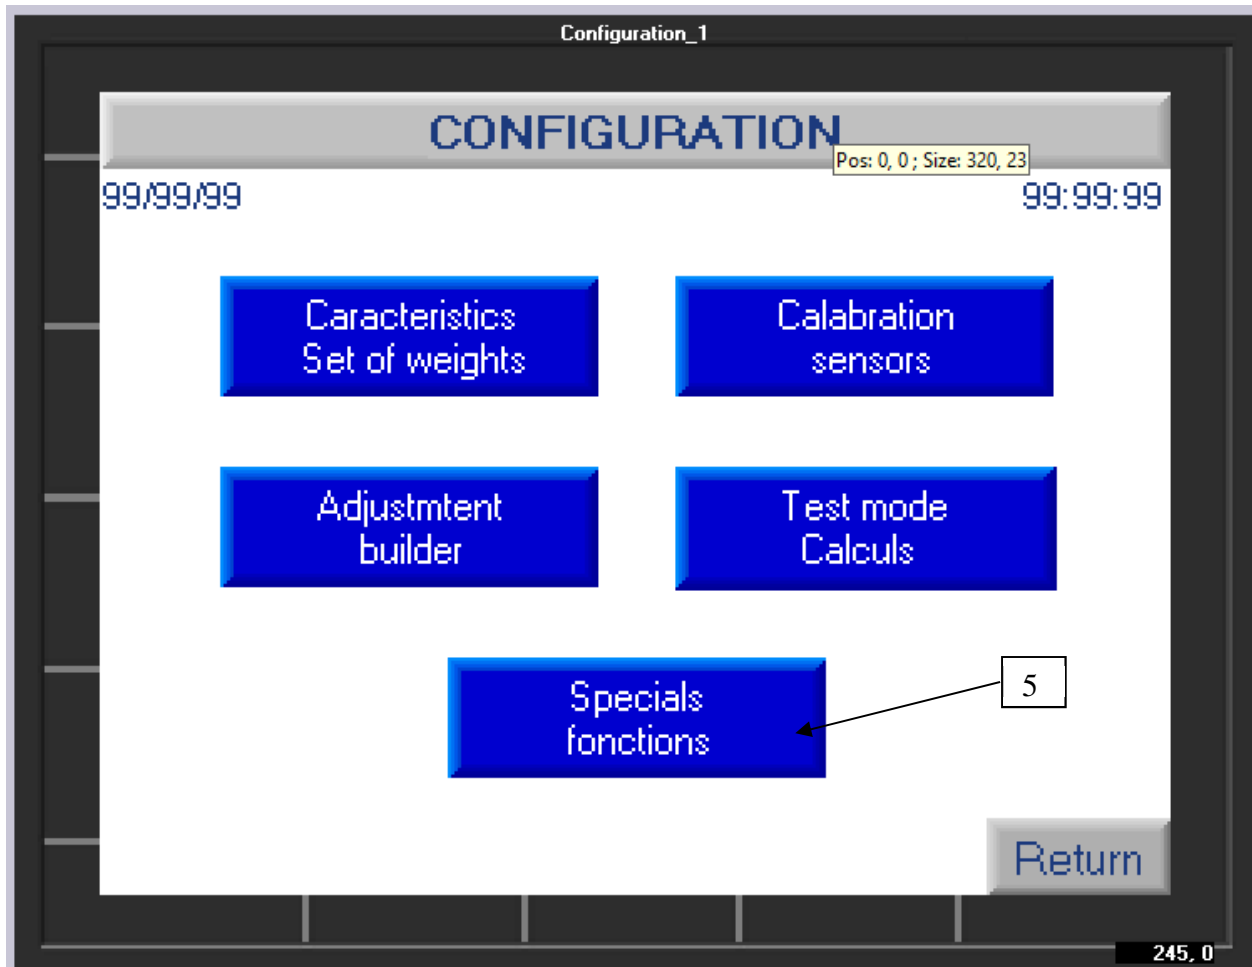 Configuration_1
CONFIGURATION
Pos: 0, 0 ; Size: 320, 23
99/99/99
99:99:99
Caracteristics
Set of weights
Calabration
sensors
Adjustmtent
builder
Test mode
Calculs
Specials
fonctions
5
Return
245, 0